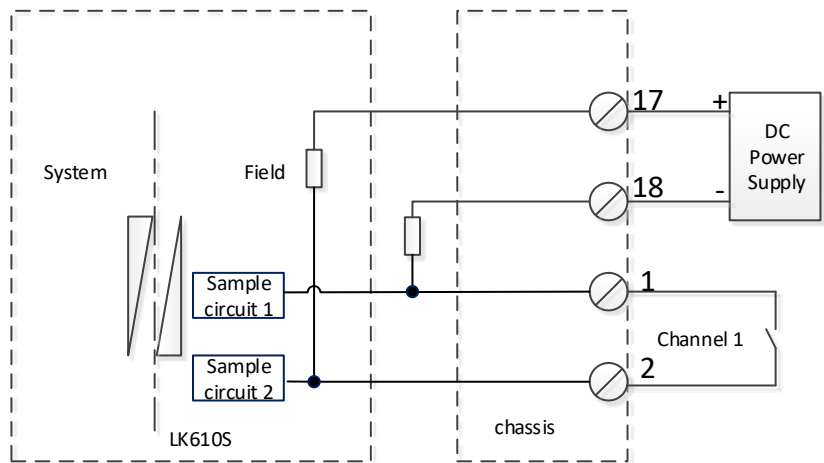 17
+
DC
Power
Supply
System
Field
18
-
Sample
circuit 1
1
Channel 1
Sample
circuit 2
2
chassis
LK610S